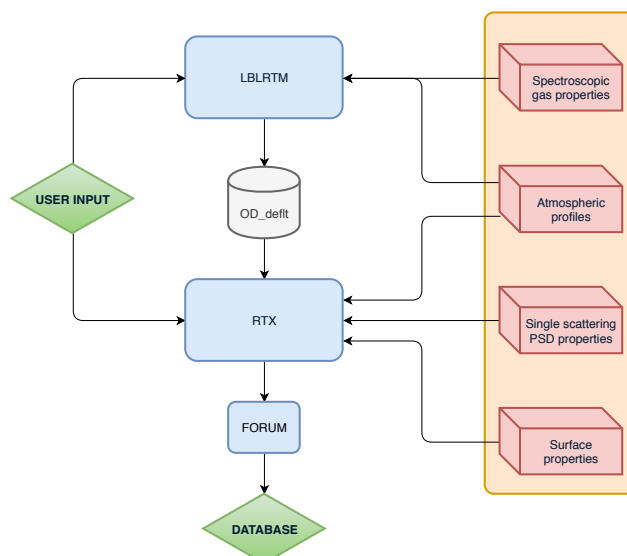 LBLRTM
Spectroscopic
gas properties
USER INPUT
OD_deflt
Atmospheric
profiles
RTX
Single scattering
PSD properties
FORUM
Surface
properties
DATABASE